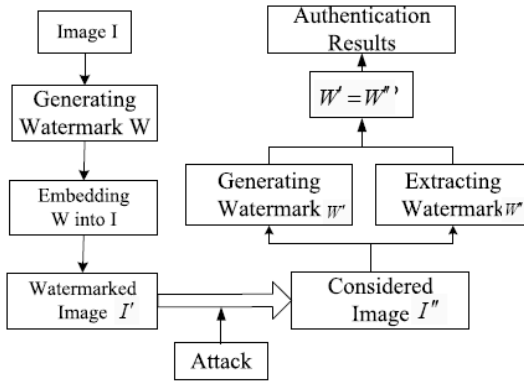 Image I
Generating
Watermark W
Embedding
W into I
Watermarked
Image I'
Attack
Considered
Image I"
Generating
Watermark W'
Extracting
Watermark W"
W' = W" ?
Authentication
Results